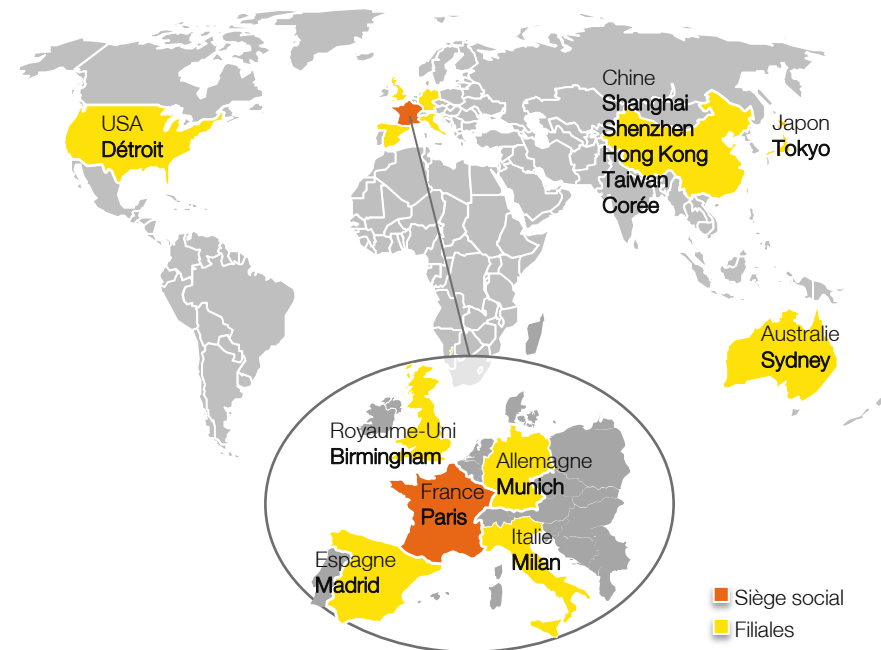 USA
Détroit
Chine
Shanghai
Shenzhen
Hong Kong
Taiwan
Corée
Japon
Tokyo
Australie
Sydney
Royaume-Uni
Birmingham
Allemagne
Munich
France
Paris
Italie
Milan
Espagne
Madrid
Siège social
Filiales